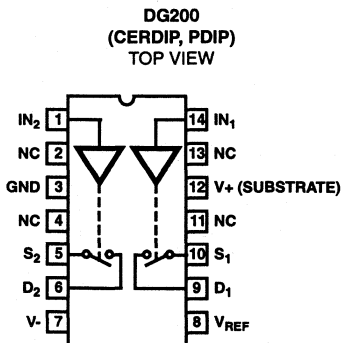 DG200
(CERDIP, PDIP)
TOP VIEW
IN2 1 14 IN1
NC 2 13 NC
GND 3 12 V+ (SUBSTRATE)
NC 4 11 NC
S2 5 10 S1
D2 6 9 D1
V- 7 8 VREF